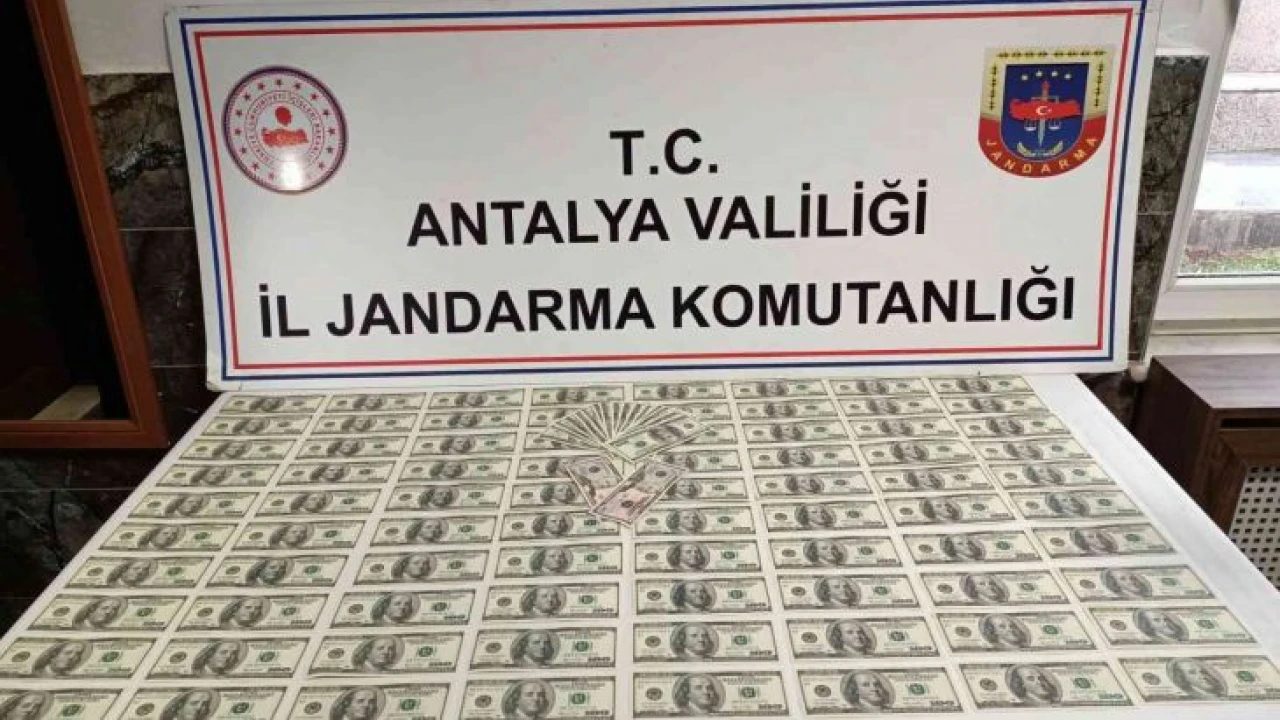 T.C.
ANTALYA VALİLİĞİ
İL JANDARMA KOMUTANLIĞI
JANDARMA